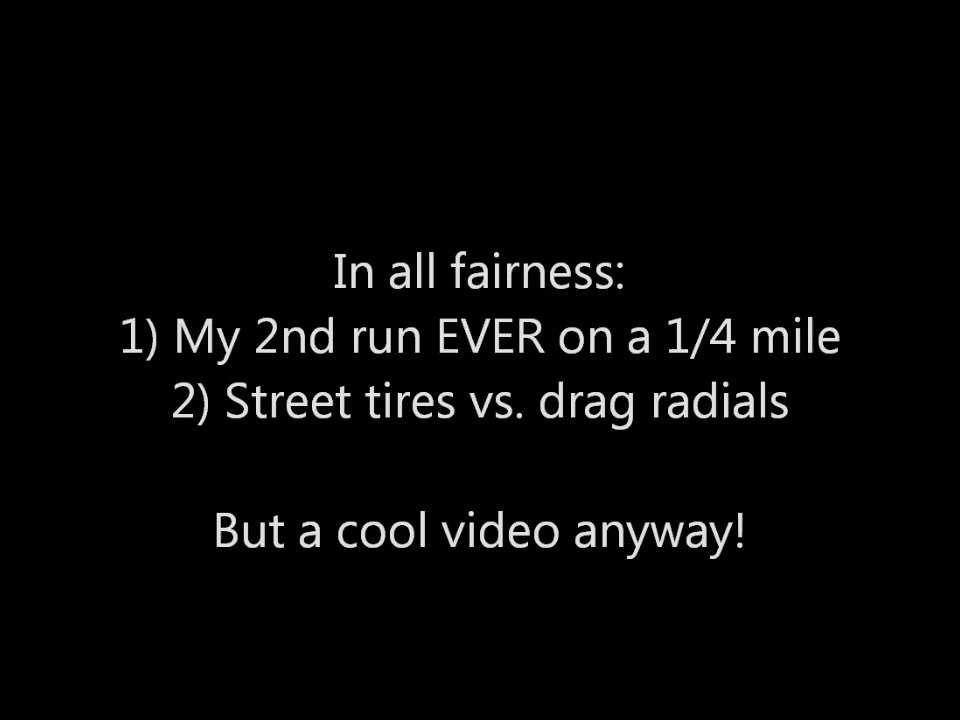 In all fairness:
1) My 2nd run EVER on a 1/4 mile
2) Street tires vs. drag radials
But a cool video anyway!